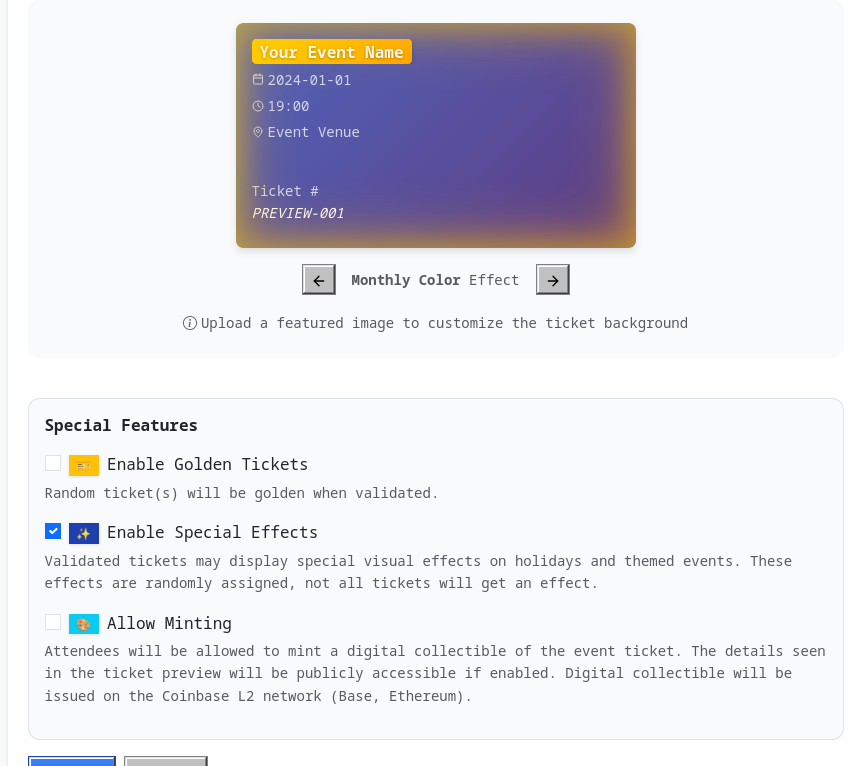 Your Event Name
2024-01-01
19:00
Event Venue
Ticket #
PREVIEW-001
← Monthly Color Effect →
Upload a featured image to customize the ticket background
Special Features
Enable Golden Tickets
Random ticket(s) will be golden when validated.
Enable Special Effects
Validated tickets may display special visual effects on holidays and themed events. These
effects are randomly assigned, not all tickets will get an effect.
Allow Minting
Attendees will be allowed to mint a digital collectible of the event ticket. The details seen
in the ticket preview will be publicly accessible if enabled. Digital collectible will be
issued on the Coinbase L2 network (Base, Ethereum).